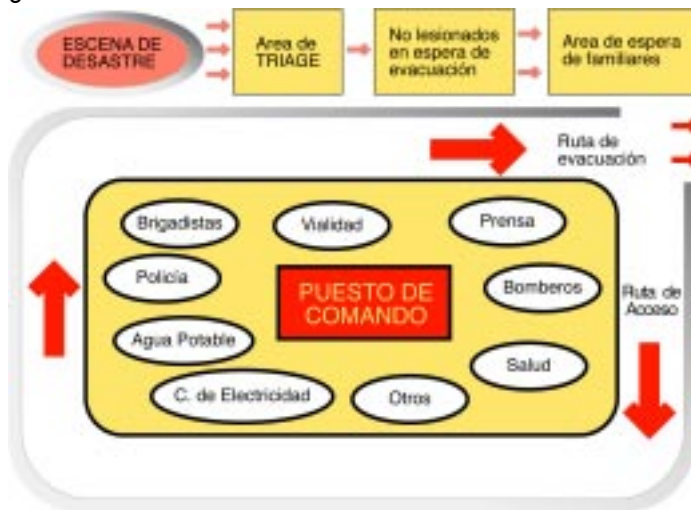 ESCENA DE
DESASTRE
Area de
TRIAGE
No lesionados
en espera de
evacuación
Area de espera
de familiares
Ruta de
evacuación
Brigadistas
Vialidad
Prensa
Policía
PUESTO DE
COMANDO
Bomberos
Ruta de
Acceso
Agua Potable
Salud
C. de Electricidad
Otros